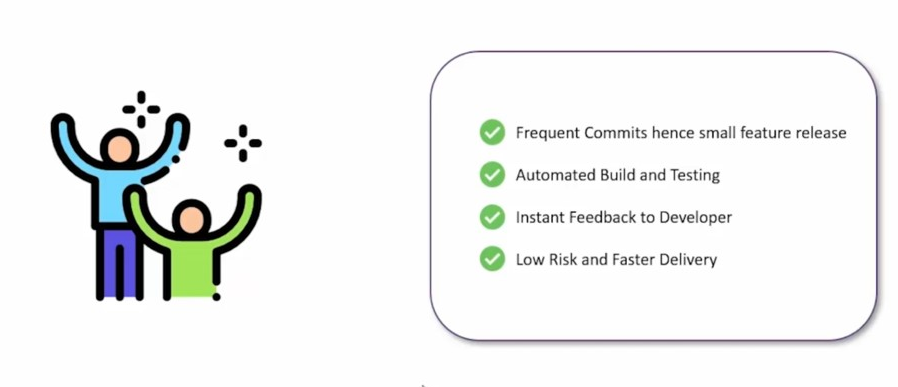 Frequent Commits hence small feature release
Automated Build and Testing
Instant Feedback to Developer
Low Risk and Faster Delivery